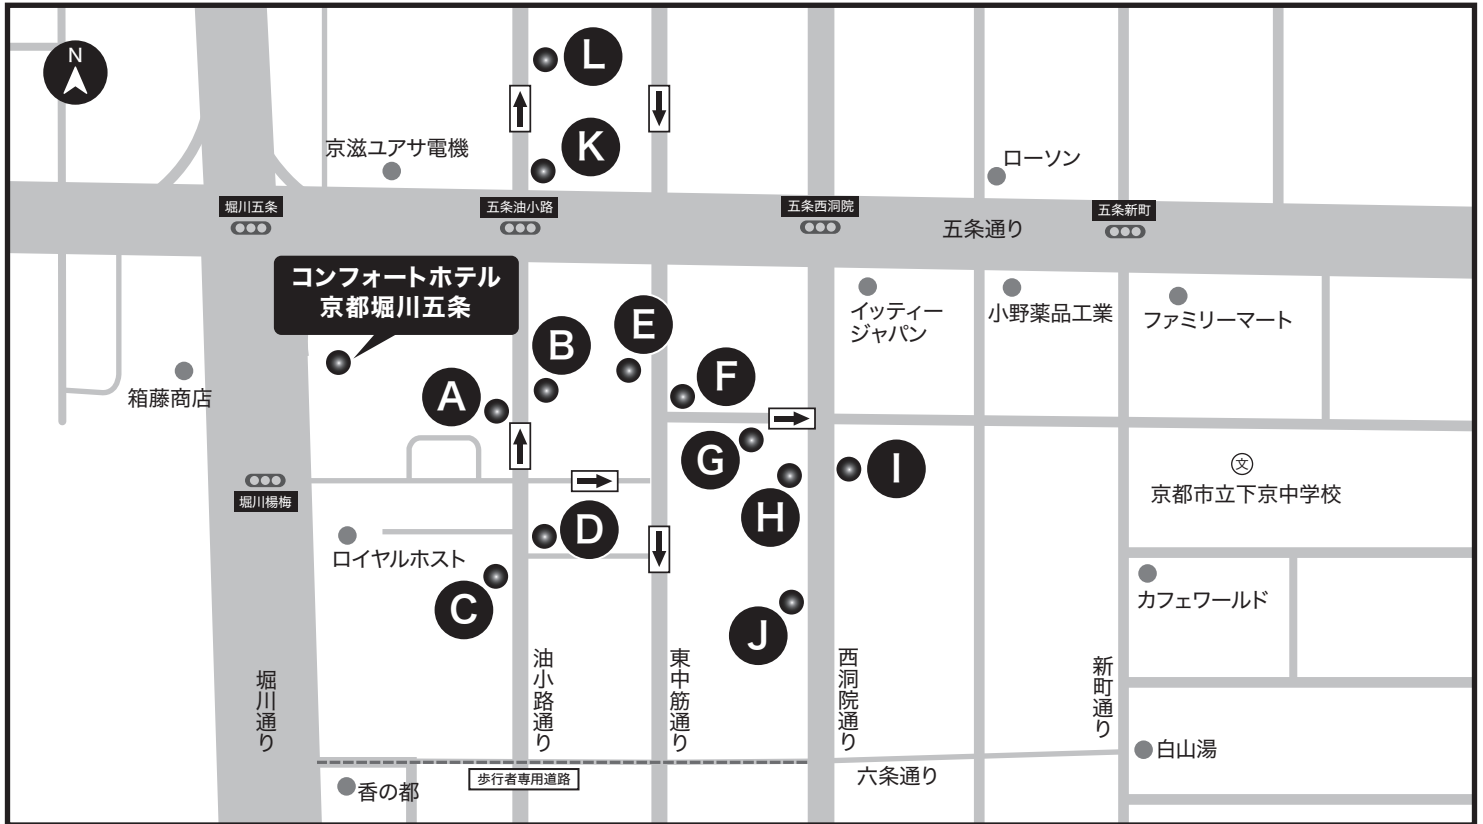 N
L
K
京滋ユアサ電機
ローソン
堀川五条
五条油小路
五条西洞院
五条新町
五条通り
コンフォートホテル
京都堀川五条
イッティー
ジャパン
小野薬品工業
ファミリーマート
箱藤商店
A
B
E
F
G
H
I
文
京都市立下京中学校
堀川楊梅
ロイヤルホスト
D
C
J
カフェワールド
堀川通り
油小路通り
東中筋通り
西洞院通り
新町通り
白山湯
六条通り
歩行者専用道路
香の都